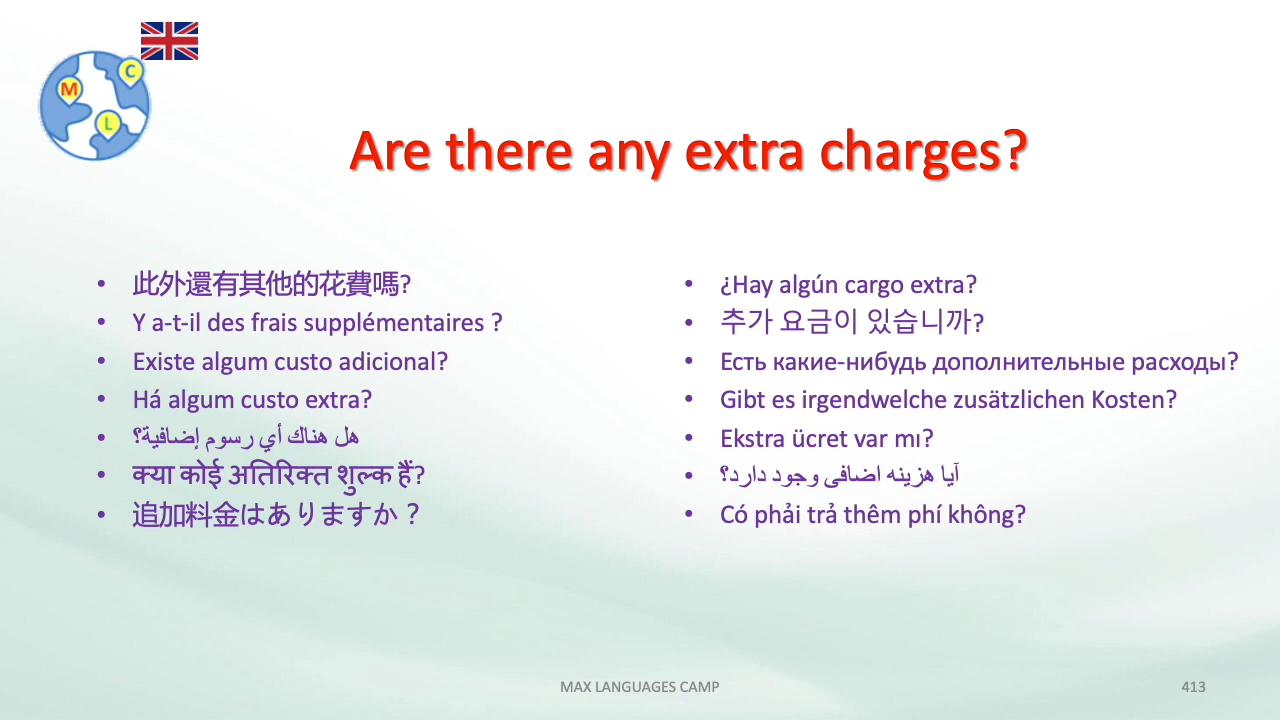 C
M
L
Are there any extra charges?
此外還有其他的花費嗎?
Y a-t-il des frais supplémentaires ?
Existe algum custo adicional?
Há algum custo extra?
هل هناك أي رسوم إضافية؟
क्या कोई अतिरिक्त शुल्क हैं?
追加料金はありますか？
¿Hay algún cargo extra?
추가 요금이 있습니까?
Есть какие-нибудь дополнительные расходы?
Gibt es irgendwelche zusätzlichen Kosten?
Ekstra ücret var mı?
آیا هزینه اضافی وجود دارد؟
Có phải trả thêm phí không?
MAX LANGUAGES CAMP
413